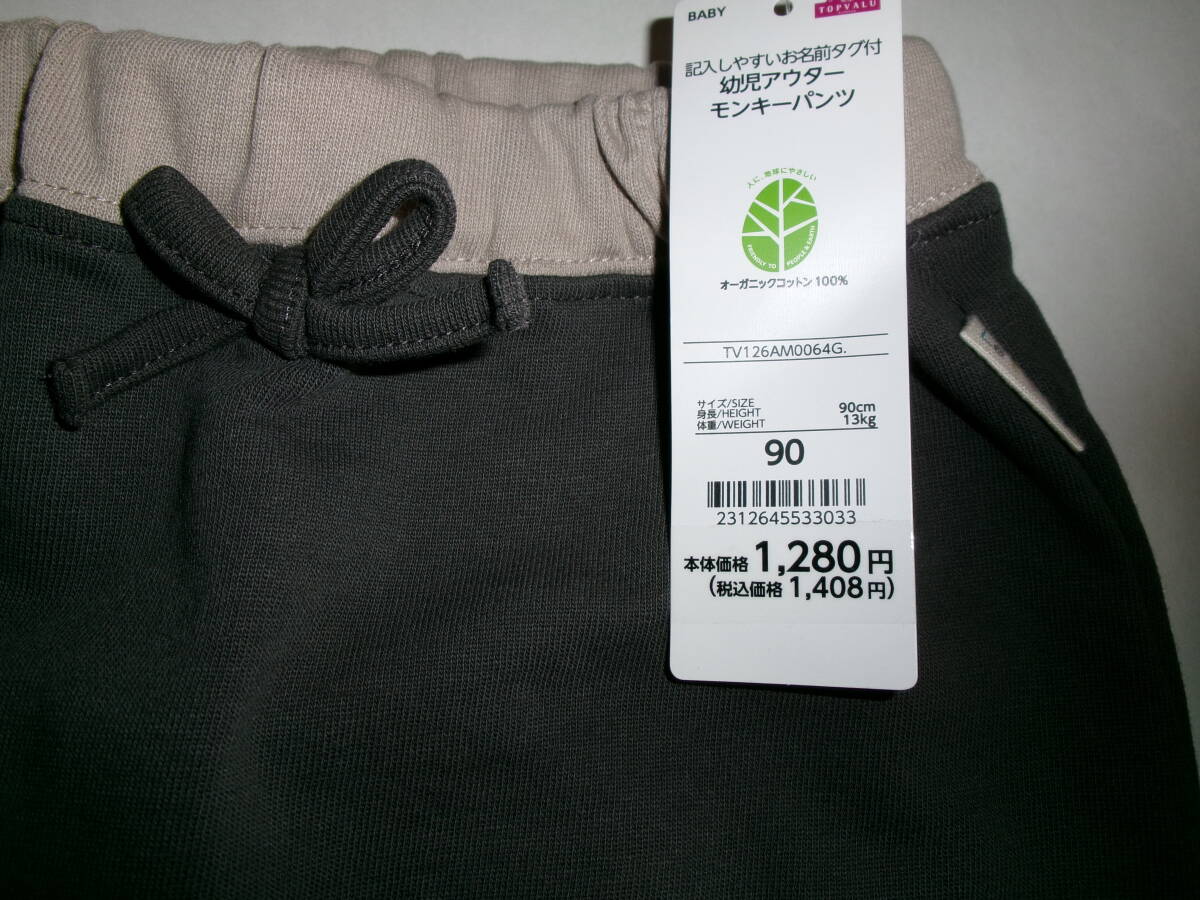 BABY
TOPVALU
記入しやすいお名前タグ付
幼児アウター
モンキーパンツ
人に、地球にやさしい
FRIENDLY TO PEOPLE & EARTH
オーガニックコットン100%
TV126AM0064G.
サイズ/SIZE
身長/HEIGHT 90cm
体重/WEIGHT 13kg
90
2312645533033
本体価格 1,280円
(税込価格 1,408円)